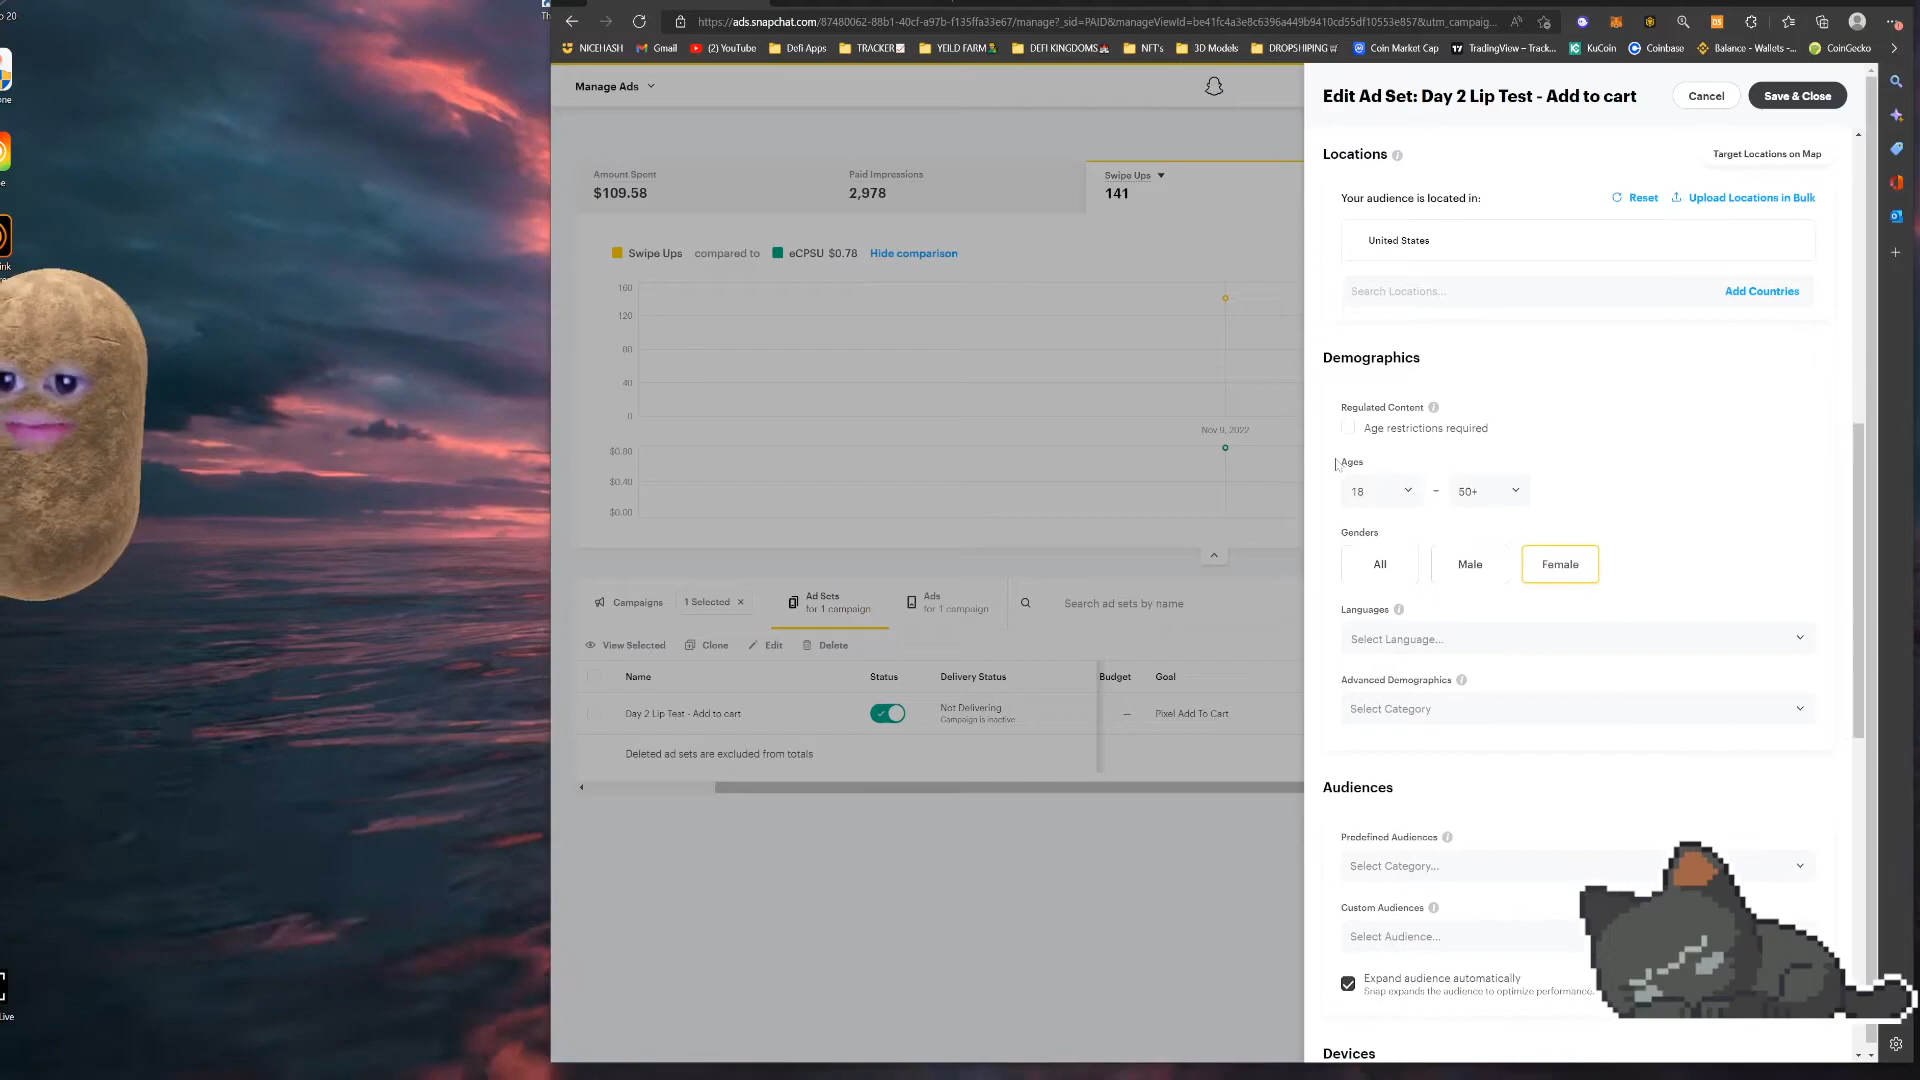 https://ads.snapchat.com/87480062-88b1-40cf-a97b-f135ffa33e67/manage?_sid=PAID&manageViewId=be41fc4a3e8c6396a449b9410cd55df10553e857&utm_campaig...
NICEHASH
Gmail
(2) YouTube
Defi Apps
TRACKER
YEILD FARM
DEFI KINGDOMS
NFT's
3D Models
DROPSHIPING
Coin Market Cap
TradingView – Track...
KuCoin
Coinbase
Balance - Wallets -...
CoinGecko
Manage Ads
Edit Ad Set: Day 2 Lip Test - Add to cart
Cancel
Save & Close
Locations
Target Locations on Map
Your audience is located in:
Reset
Upload Locations in Bulk
United States
Search Locations...
Add Countries
Amount Spent
$109.58
Paid Impressions
2,978
Swipe Ups
141
Swipe Ups compared to eCPSU $0.78 Hide comparison
160
120
80
40
0
Nov 9, 2022
$0.80
$0.40
$0.00
Demographics
Regulated Content
Age restrictions required
Ages
18 - 50+
Genders
All
Male
Female
Languages
Select Language...
Advanced Demographics
Select Category
Campaigns
1 Selected
Ad Sets
for 1 campaign
Ads
for 1 campaign
Search ad sets by name
View Selected
Clone
Edit
Delete
Name
Status
Delivery Status
Budget
Goal
Day 2 Lip Test - Add to cart
Not Delivering
Campaign is inactive
—
Pixel Add To Cart
Deleted ad sets are excluded from totals
Audiences
Predefined Audiences
Select Category...
Custom Audiences
Select Audience...
Expand audience automatically
Snap expands the audience to optimize performance.
Devices